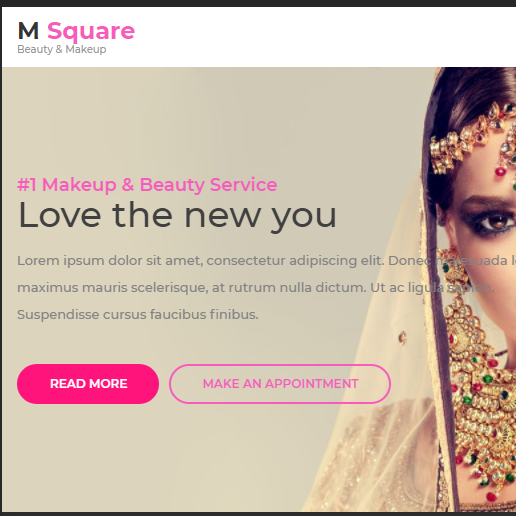 M Square
Beauty & Makeup
#1 Makeup & Beauty Service
Love the new you
Lorem ipsum dolor sit amet, consectetur adipiscing elit. Donec malesuada
maximus mauris scelerisque, at rutrum nulla dictum. Ut ac ligula sapien.
Suspendisse cursus faucibus finibus.
READ MORE
MAKE AN APPOINTMENT